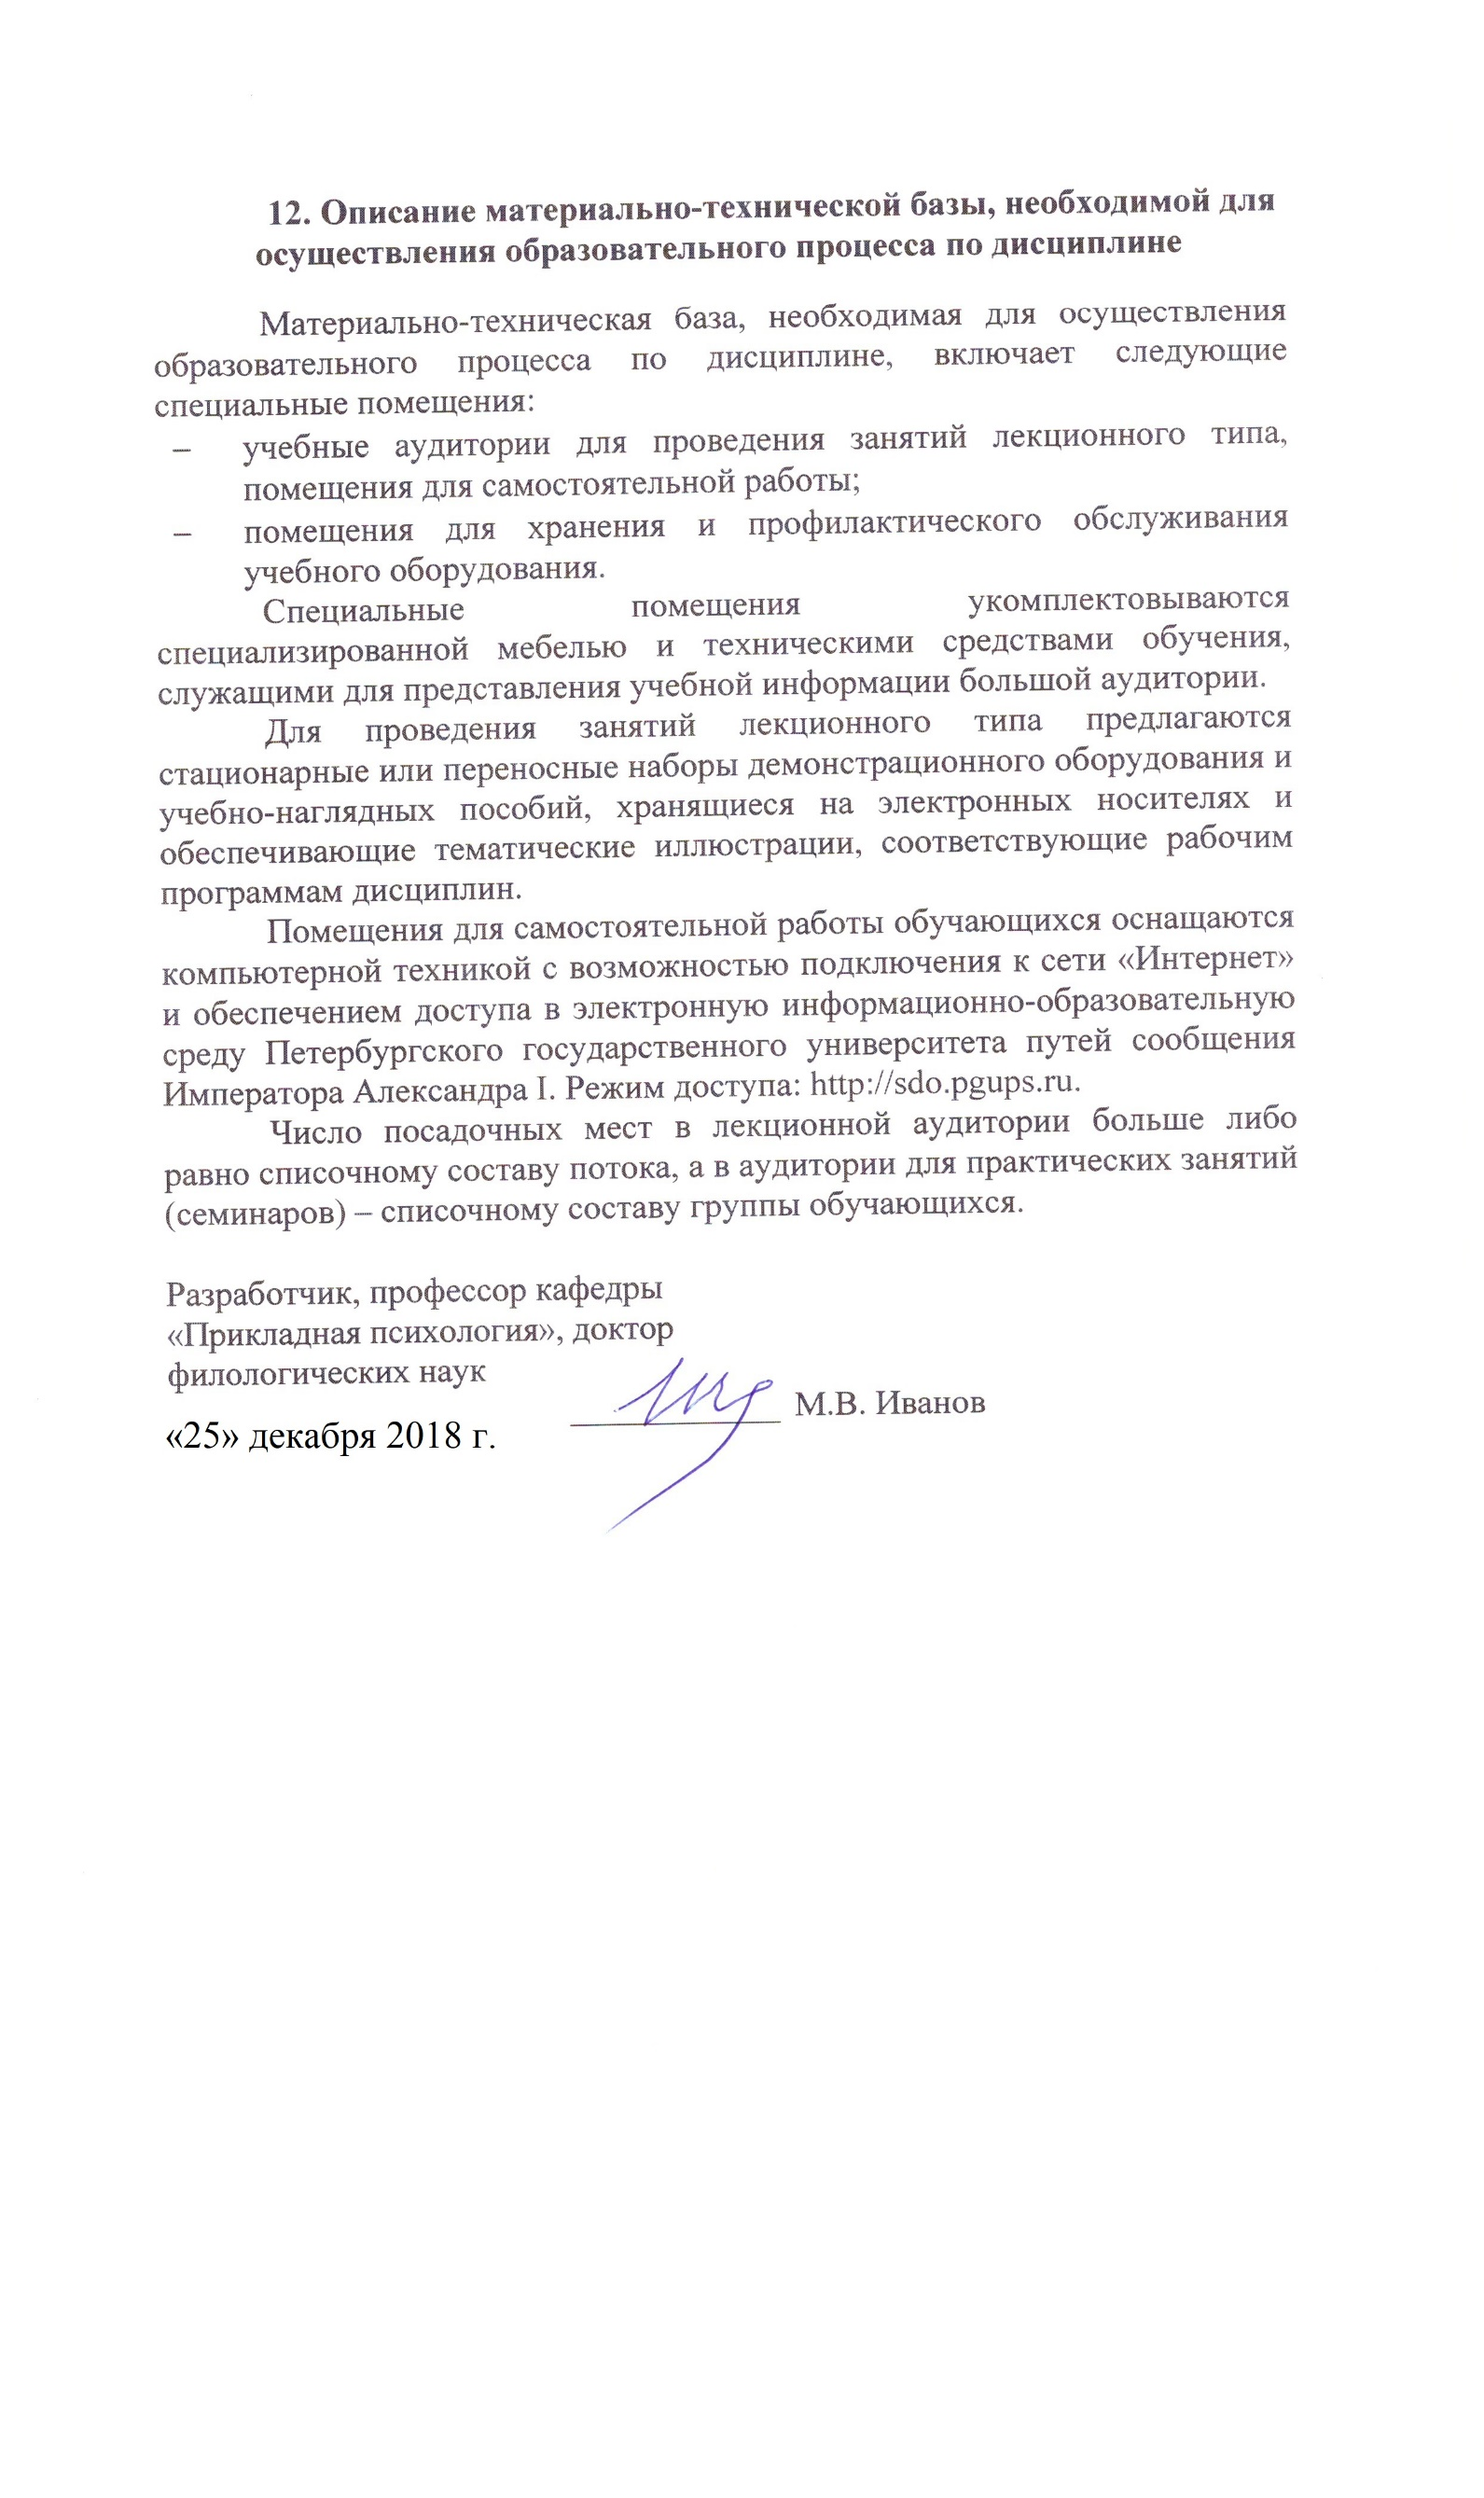 12. Описание материально-технической базы, необходимой для
осуществления образовательного процесса по дисциплине
Материально-техническая база, необходимая для осуществления
образовательного процесса по дисциплине, включает следующие
специальные помещения:
– учебные аудитории для проведения занятий лекционного типа,
помещения для самостоятельной работы;
– помещения для хранения и профилактического обслуживания
учебного оборудования.
Специальные помещения укомплектовываются
специализированной мебелью и техническими средствами обучения,
служащими для представления учебной информации большой аудитории.
Для проведения занятий лекционного типа предлагаются
стационарные или переносные наборы демонстрационного оборудования и
учебно-наглядных пособий, хранящиеся на электронных носителях и
обеспечивающие тематические иллюстрации, соответствующие рабочим
программам дисциплин.
Помещения для самостоятельной работы обучающихся оснащаются
компьютерной техникой с возможностью подключения к сети «Интернет»
и обеспечением доступа в электронную информационно-образовательную
среду Петербургского государственного университета путей сообщения
Императора Александра I. Режим доступа: http://sdo.pgups.ru.
Число посадочных мест в лекционной аудитории больше либо
равно списочному составу потока, а в аудитории для практических занятий
(семинаров) – списочному составу группы обучающихся.
Разработчик, профессор кафедры
«Прикладная психология», доктор
филологических наук
М.В. Иванов
«25» декабря 2018 г.